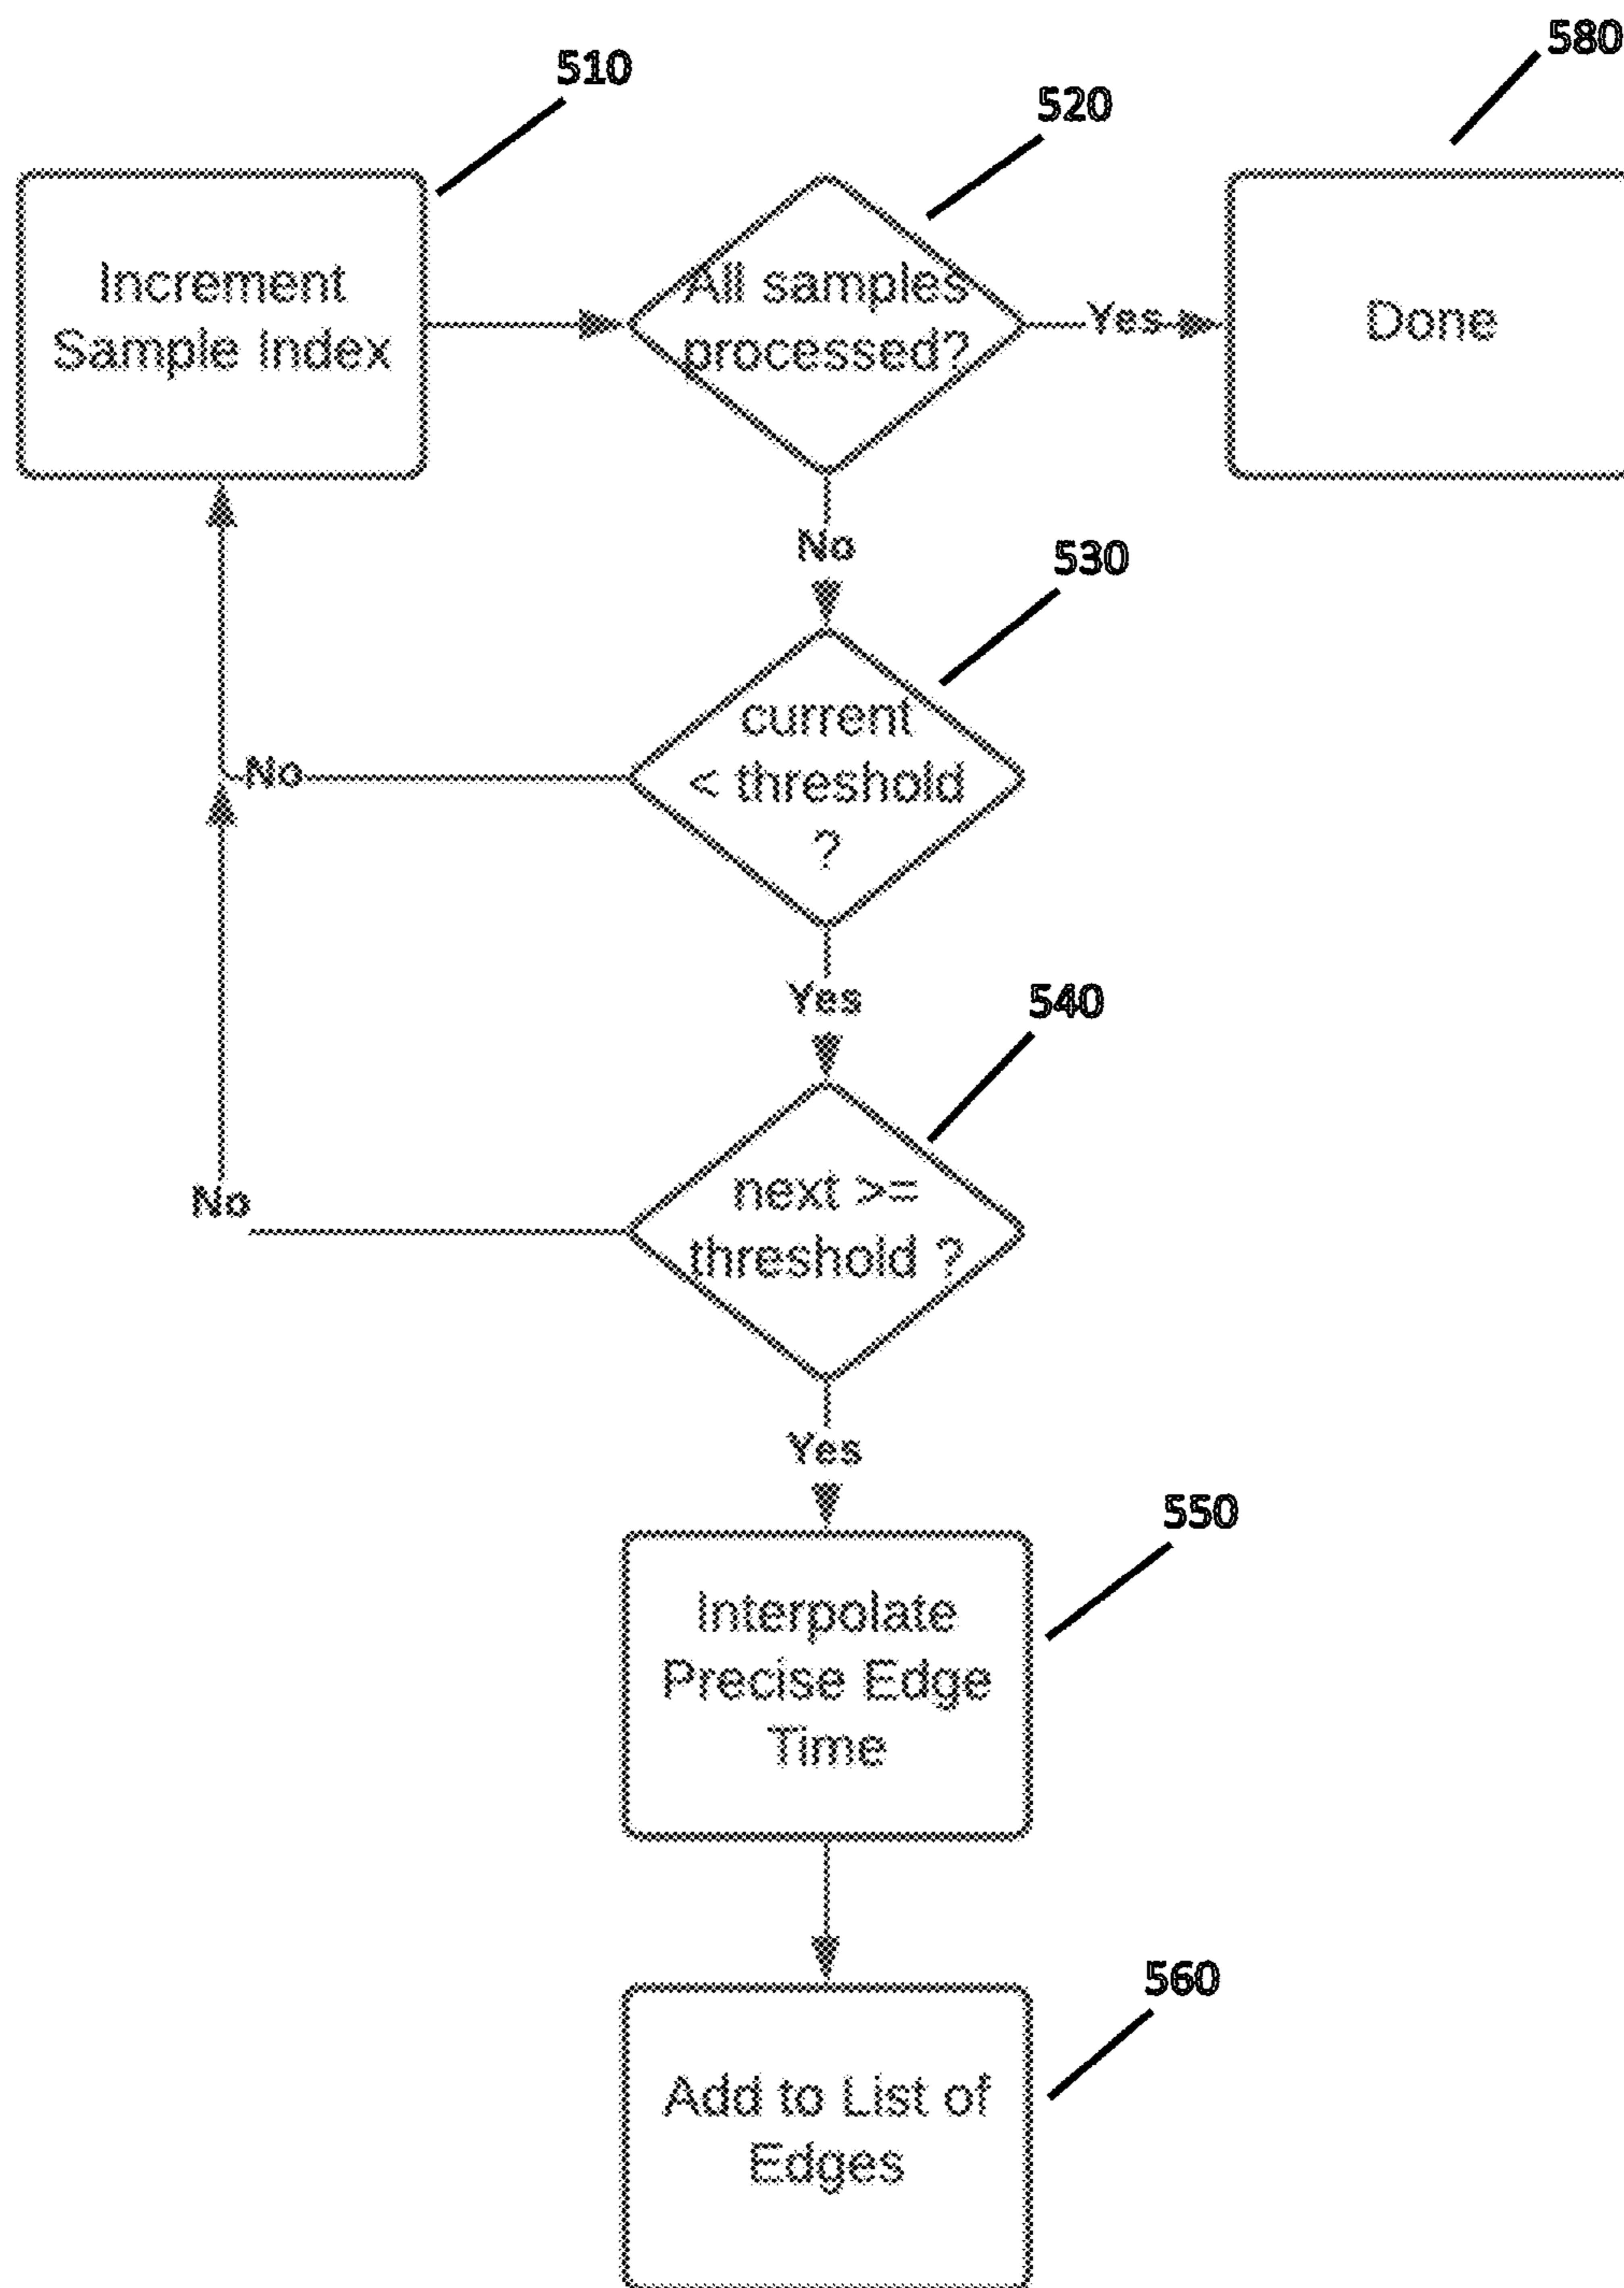 510
520
580
Increment
Sample Index
All samples
processed?
Yes
Done
No
530
current
< threshold
?
No
Yes
540
next >=
threshold ?
No
Yes
550
Interpolate
Precise Edge
Time
560
Add to List of
Edges